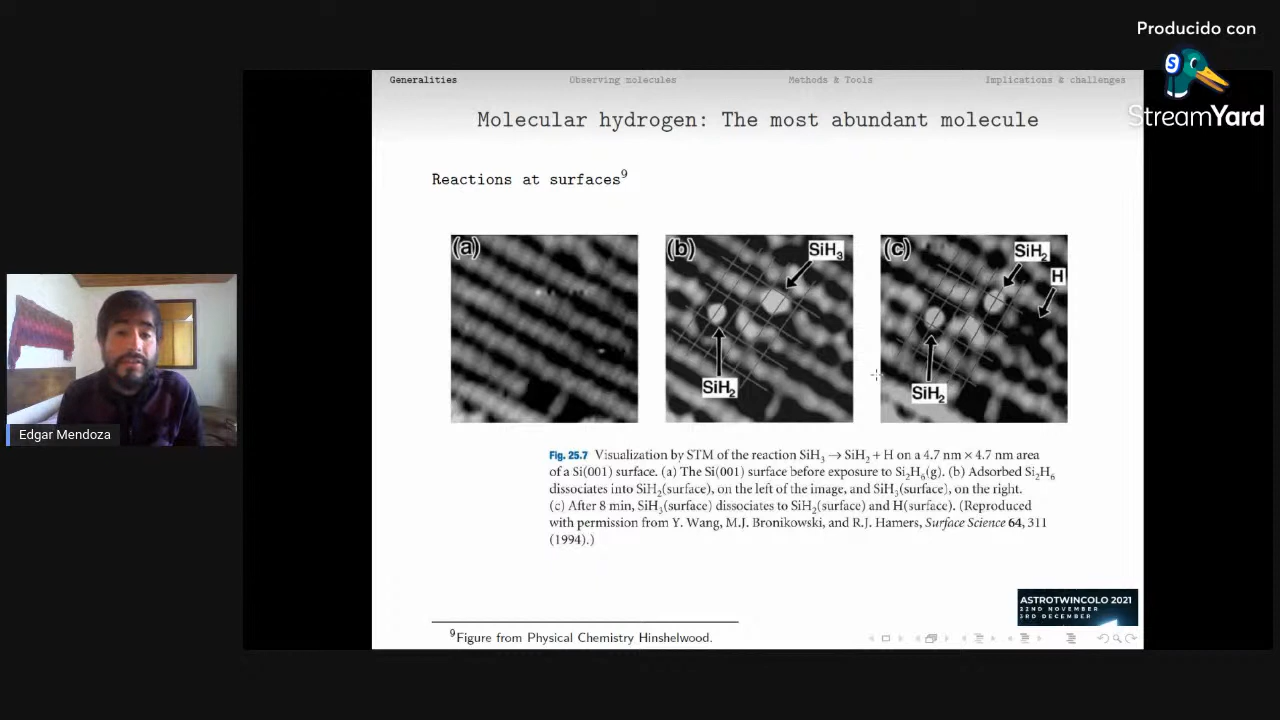 Producido con
StreamYard
Generalities Observing molecules Methods & Tools Implications & challenges
Molecular hydrogen: The most abundant molecule
Reactions at surfaces⁹
(a)
(b)
SiH₃
SiH₂
(c)
SiH₂
H
SiH₂
Fig. 25.7 Visualization by STM of the reaction SiH₃ → SiH₂ + H on a 4.7 nm × 4.7 nm area
of a Si(001) surface. (a) The Si(001) surface before exposure to Si₂H₆(g). (b) Adsorbed Si₂H₆
dissociates into SiH₂(surface), on the left of the image, and SiH₃(surface), on the right.
(c) After 8 min, SiH₃(surface) dissociates to SiH₂(surface) and H(surface). (Reproduced
with permission from Y. Wang, M.J. Bronikowski, and R.J. Hamers, Surface Science 64, 311
(1994).)
ASTROTWINCOLO 2021
22ND NOVEMBER
3RD DECEMBER
⁹Figure from Physical Chemistry Hinshelwood.
Edgar Mendoza